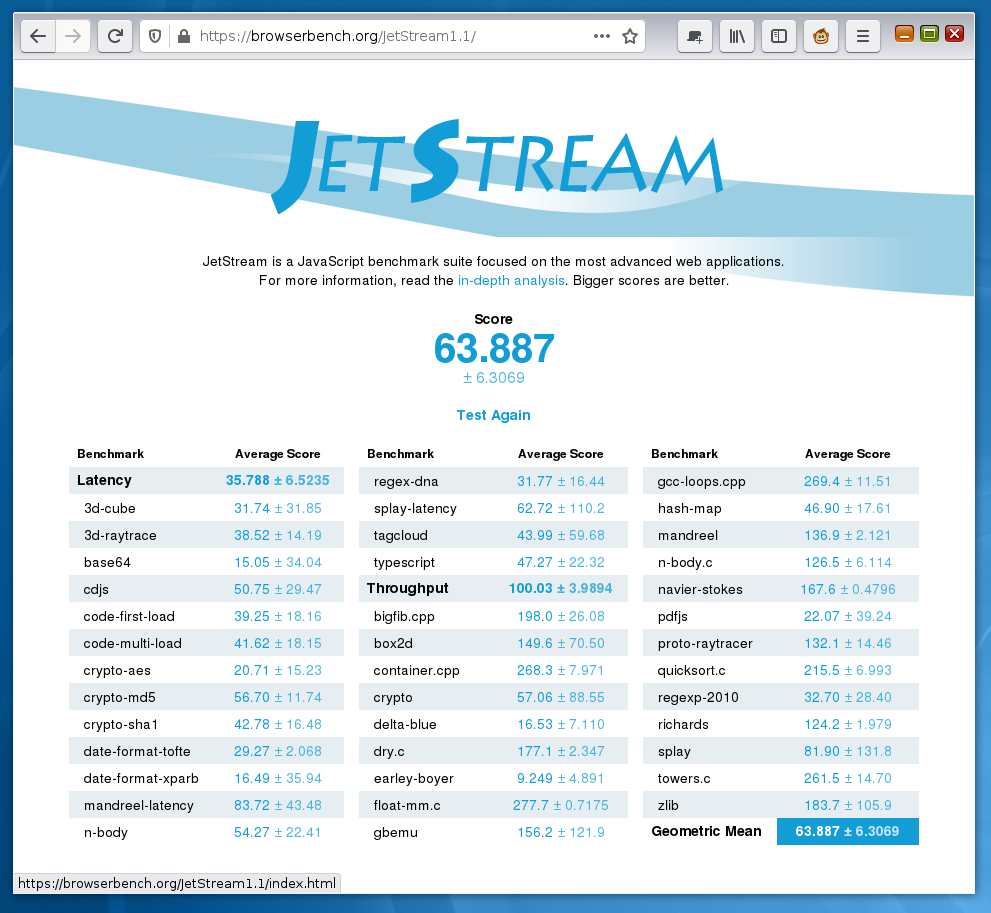 https://browserbench.org/JetStream1.1/
JETSTREAM
JetStream is a JavaScript benchmark suite focused on the most advanced web applications.
For more information, read the in-depth analysis. Bigger scores are better.
Score
63.887
± 6.3069
Test Again
Benchmark Average Score
Latency 35.788 ± 6.5235
3d-cube 31.74 ± 31.85
3d-raytrace 38.52 ± 14.19
base64 15.05 ± 34.04
cdjs 50.75 ± 29.47
code-first-load 39.25 ± 18.16
code-multi-load 41.62 ± 18.15
crypto-aes 20.71 ± 15.23
crypto-md5 56.70 ± 11.74
crypto-sha1 42.78 ± 16.48
date-format-tofte 29.27 ± 2.068
date-format-xparb 16.49 ± 35.94
mandreel-latency 83.72 ± 43.48
n-body 54.27 ± 22.41
Benchmark Average Score
regex-dna 31.77 ± 16.44
splay-latency 62.72 ± 110.2
tagcloud 43.99 ± 59.68
typescript 47.27 ± 22.32
Throughput 100.03 ± 3.9894
bigfib.cpp 198.0 ± 26.08
box2d 149.6 ± 70.50
container.cpp 268.3 ± 7.971
crypto 57.06 ± 88.55
delta-blue 16.53 ± 7.110
dry.c 177.1 ± 2.347
earley-boyer 9.249 ± 4.891
float-mm.c 277.7 ± 0.7175
gbemu 156.2 ± 121.9
Benchmark Average Score
gcc-loops.cpp 269.4 ± 11.51
hash-map 46.90 ± 17.61
mandreel 136.9 ± 2.121
n-body.c 126.5 ± 6.114
navier-stokes 167.6 ± 0.4796
pdfjs 22.07 ± 39.24
proto-raytracer 132.1 ± 14.46
quicksort.c 215.5 ± 6.993
regexp-2010 32.70 ± 28.40
richards 124.2 ± 1.979
splay 81.90 ± 131.8
towers.c 261.5 ± 14.70
zlib 183.7 ± 105.9
Geometric Mean 63.887 ± 6.3069
https://browserbench.org/JetStream1.1/index.html